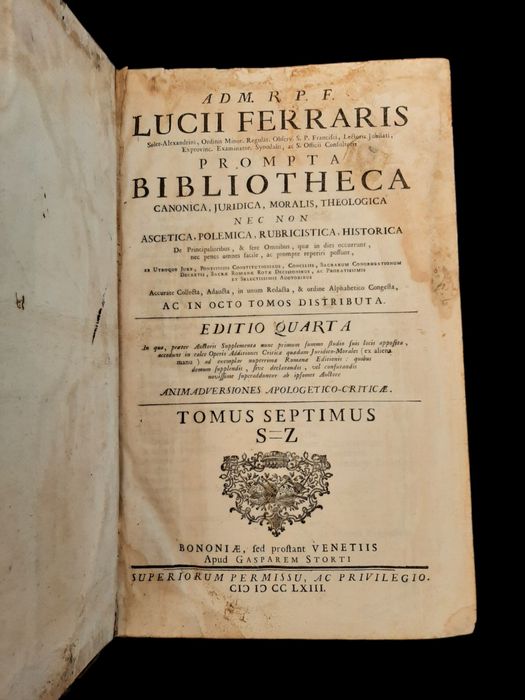 ADM. R. P. F.
LUCII FERRARIS
Soler-Alexandrini, Ordinis Minor. Regular. Observ. S. P. Francisci, Lectoris Jubilati,
Exprovinc. Examinator. Synodalis, ac S. Officii Consultoris
PROMPTA
BIBLIOTHECA
CANONICA, JURIDICA, MORALIS, THEOLOGICA
NEC NON
ASCETICA, POLEMICA, RUBRICISTICA, HISTORICA
De Principalioribus, & fere Omnibus, quæ in dies occurrunt,
nec penes omnes facile, ac prompte reperiri possunt,
EX UTROQUE JURE, PONTIFICIIS CONSTITUTIONIBUS, CONCILIIS, SACRARUM CONGREGATIONUM
DECRETIS, SACRÆ ROMANÆ ROTÆ DECISIONIBUS, AC PROBATISSIMIS
ET SELECTISSIMIS AUCTORIBUS
Accurate Collecta, Adaucta, in unum Redacta, & ordine Alphabetico Congesta,
AC IN OCTO TOMOS DISTRIBUTA.
EDITIO QUARTA
In qua, præter Auctoris Supplementa nunc primum summo studio suis locis apposita,
accedunt in calce Operis Additiones Criticæ quædam Juridico-Morales (ex aliena
manu) ad exemplar nuperrimæ Romanæ Editionis: quibus
demum supplendis, sive declarandis, vel confutandis
novissime superadduntur ab ipsomet Auctore
ANIMADVERSIONES APOLOGETICO-CRITICÆ.
TOMUS SEPTIMUS
S=Z
BONONIÆ, sed prostant VENETIIS
Apud GASPAREM STORTI
SUPERIORUM PERMISSU, AC PRIVILEGIO.
CIↃ IↃ CC LXIII.